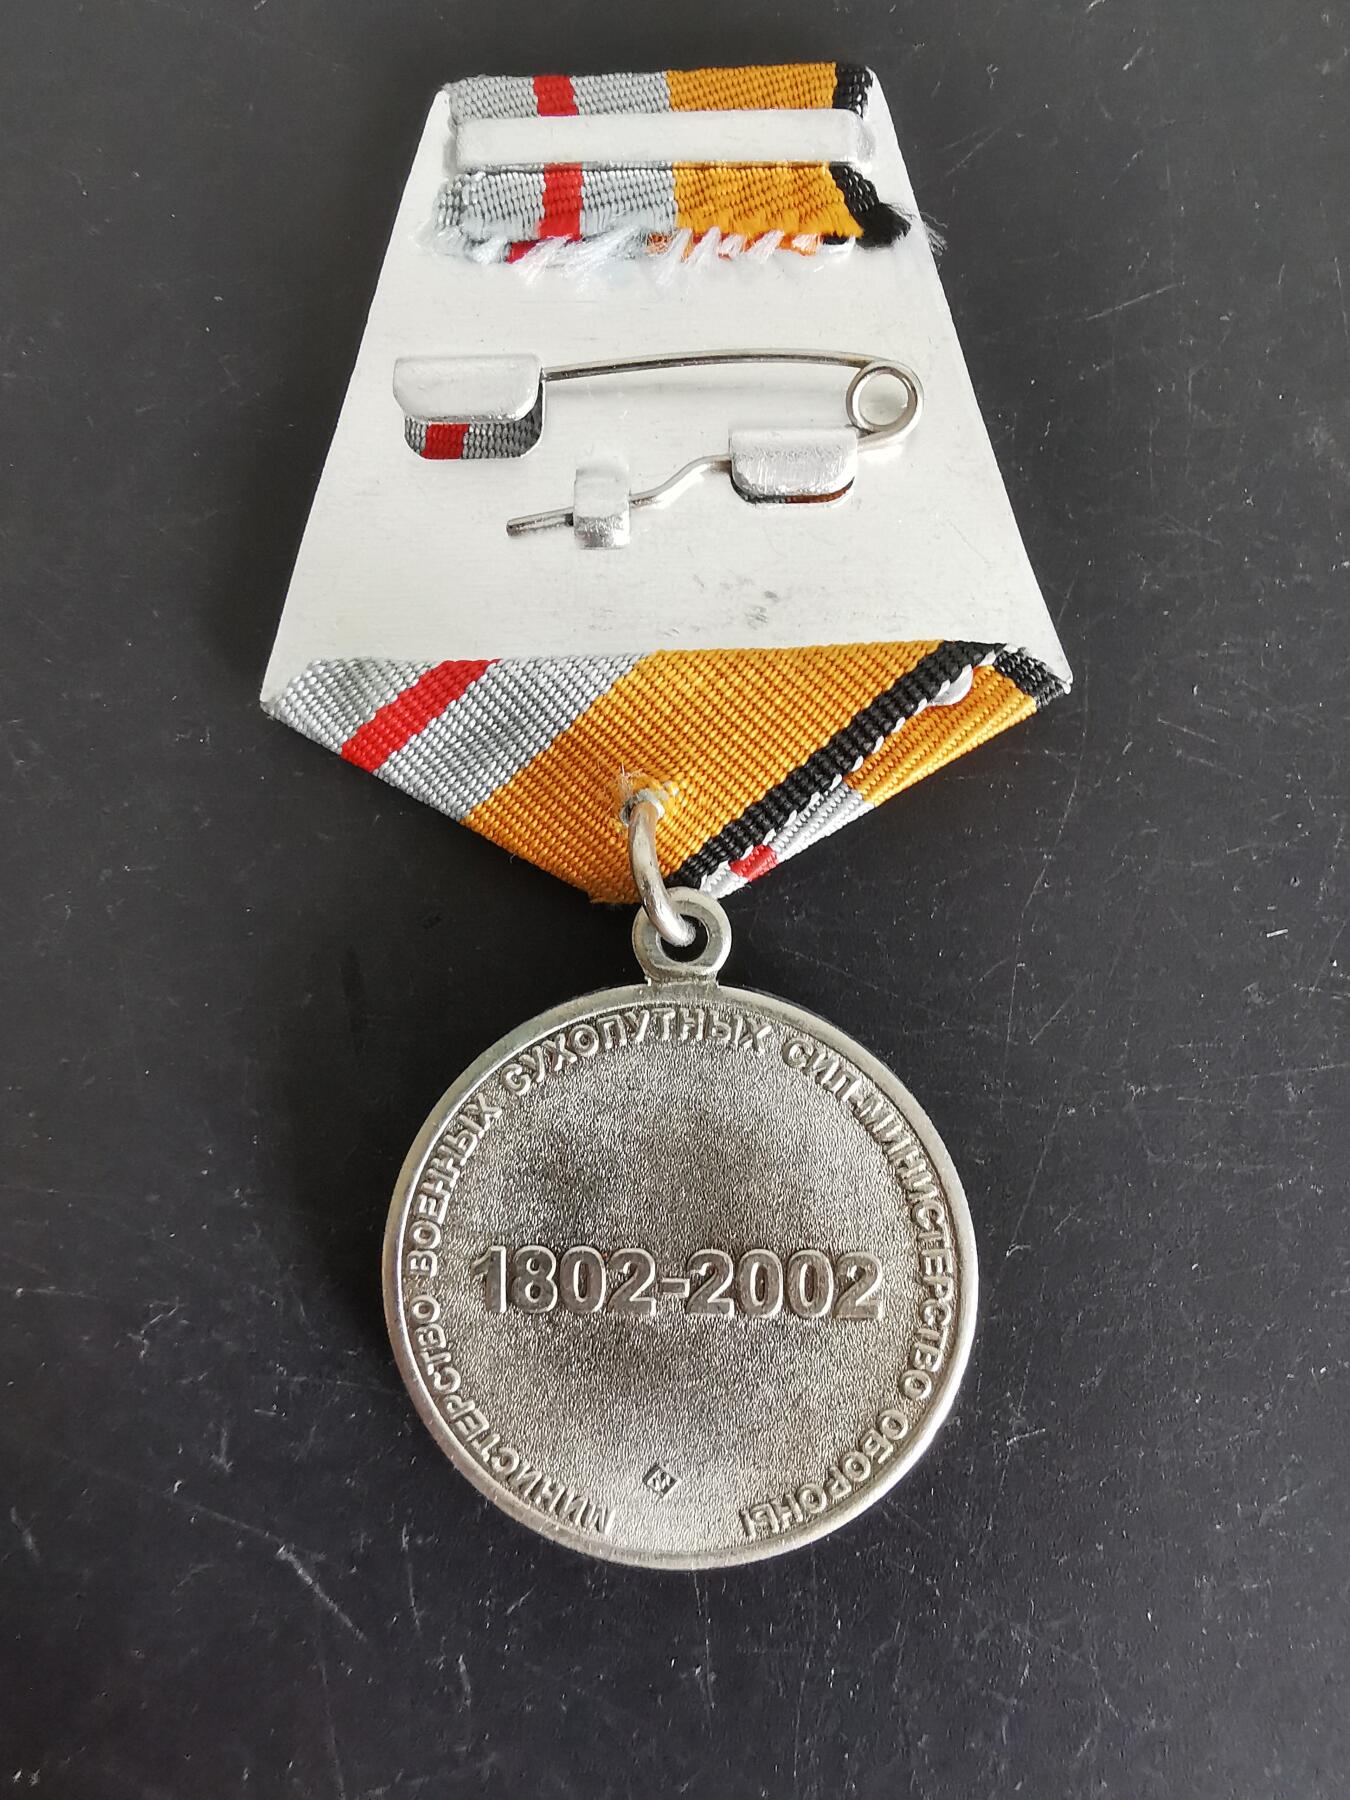 МИНИСТЕРСТВО ВОЕННЫХ СУХОПУТНЫХ СИЛ-МИНИСТЕРСТВО ОБОРОНЫ
1802-2002